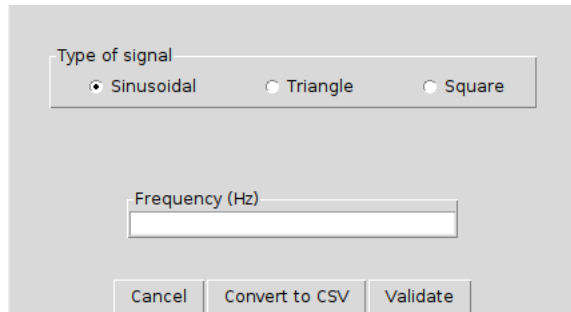 Type of signal
Sinusoidal Triangle Square
Frequency (Hz)
Cancel Convert to CSV Validate